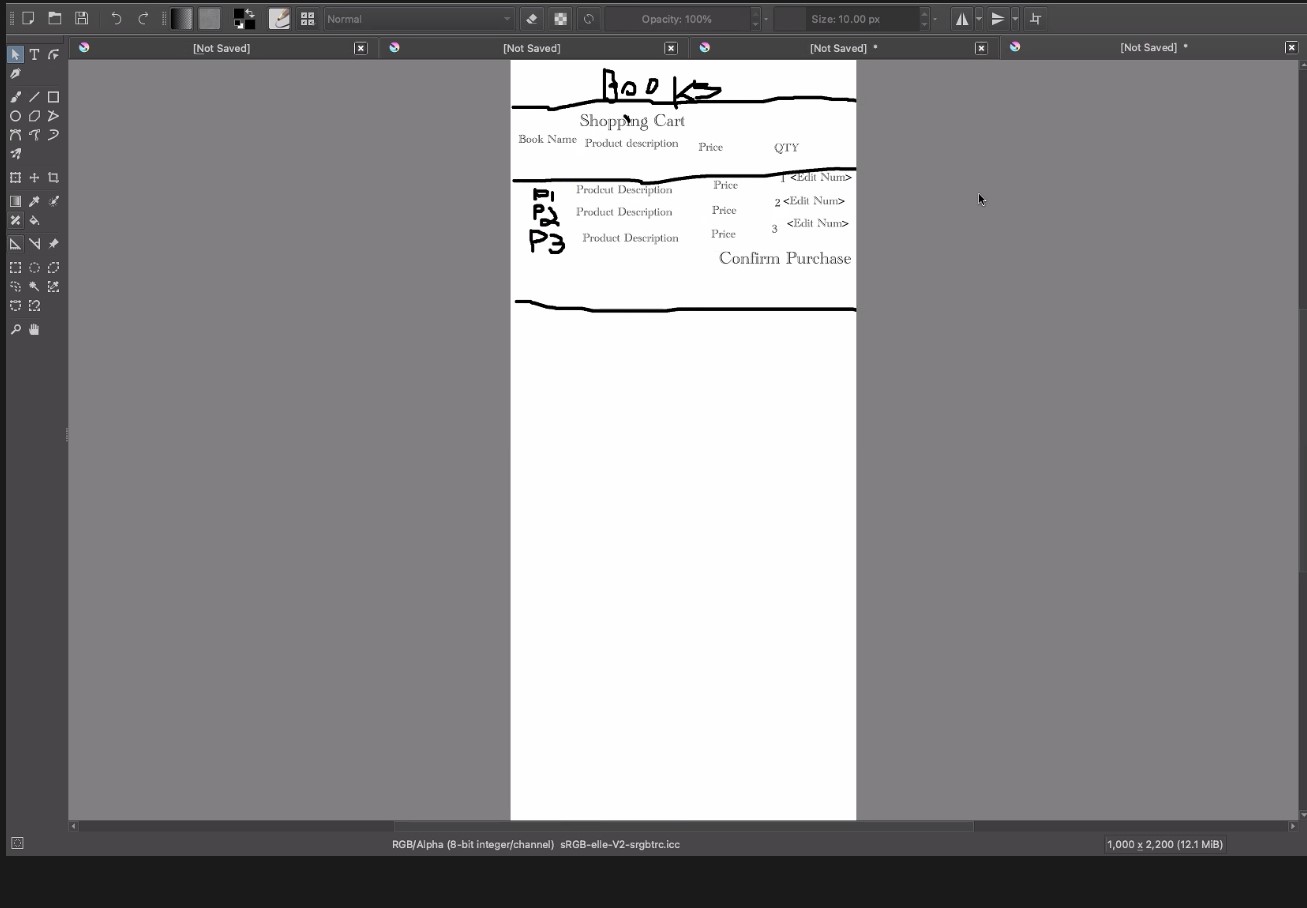 Normal
Opacity: 100%
Size: 10.00 px
[Not Saved]
[Not Saved]
[Not Saved] *
[Not Saved] *
Book
Shopping Cart
Book Name Product description Price QTY
P1 Prodcut Description Price 1 <Edit Num>
P2 Product Description Price 2 <Edit Num>
P3 Product Description Price 3 <Edit Num>
Confirm Purchase
RGB/Alpha (8-bit integer/channel) sRGB-elle-V2-srgbtrc.icc
1,000 x 2,200 (12.1 MiB)